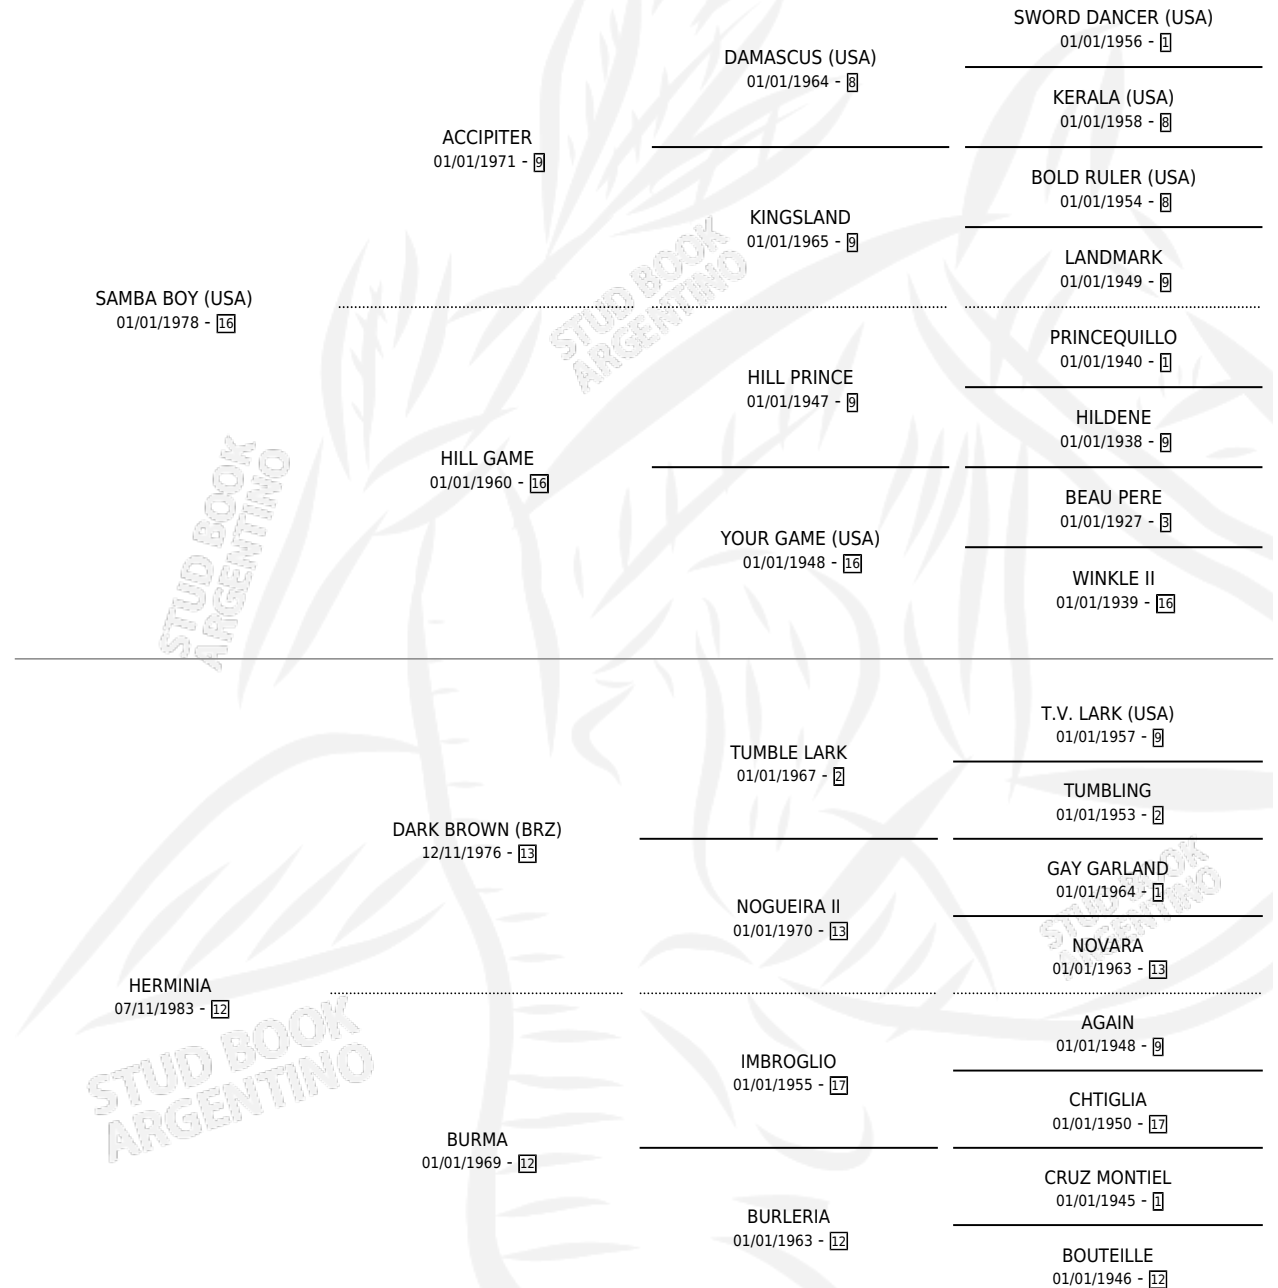 SWORD DANCER (USA)
01/01/1956 - 1
DAMASCUS (USA)
01/01/1964 - 8
KERALA (USA)
01/01/1958 - 8
ACCIPITER
01/01/1971 - 9
BOLD RULER (USA)
01/01/1954 - 8
KINGSLAND
01/01/1965 - 9
LANDMARK
01/01/1949 - 9
SAMBA BOY (USA)
01/01/1978 - 16
PRINCEQUILLO
01/01/1940 - 1
HILL PRINCE
01/01/1947 - 9
HILDENE
01/01/1938 - 9
HILL GAME
01/01/1960 - 16
BEAU PERE
01/01/1927 - 3
YOUR GAME (USA)
01/01/1948 - 16
WINKLE II
01/01/1939 - 16
T.V. LARK (USA)
01/01/1957 - 9
TUMBLE LARK
01/01/1967 - 2
TUMBLING
01/01/1953 - 2
DARK BROWN (BRZ)
12/11/1976 - 13
GAY GARLAND
01/01/1964 - 1
NOGUEIRA II
01/01/1970 - 13
NOVARA
01/01/1963 - 13
HERMINIA
07/11/1983 - 12
AGAIN
01/01/1948 - 9
IMBROGLIO
01/01/1955 - 17
CHTIGLIA
01/01/1950 - 17
BURMA
01/01/1969 - 12
CRUZ MONTIEL
01/01/1945 - 1
BURLERIA
01/01/1963 - 12
BOUTEILLE
01/01/1946 - 12
STUD BOOK
ARGENTINO
STUD BOOK
ARGENTINO
STUD BOOK
ARGENTINO
STUD BOOK
ARGENTINO